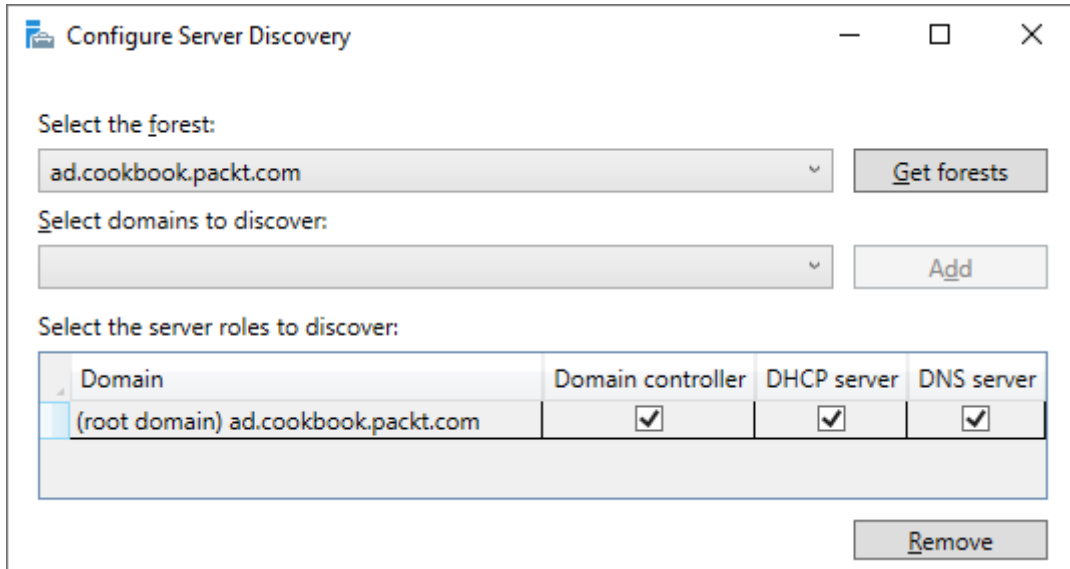 Configure Server Discovery
Select the forest:
ad.cookbook.packt.com
Get forests
Select domains to discover:
Add
Select the server roles to discover:
Domain Domain controller DHCP server DNS server
(root domain) ad.cookbook.packt.com
Remove